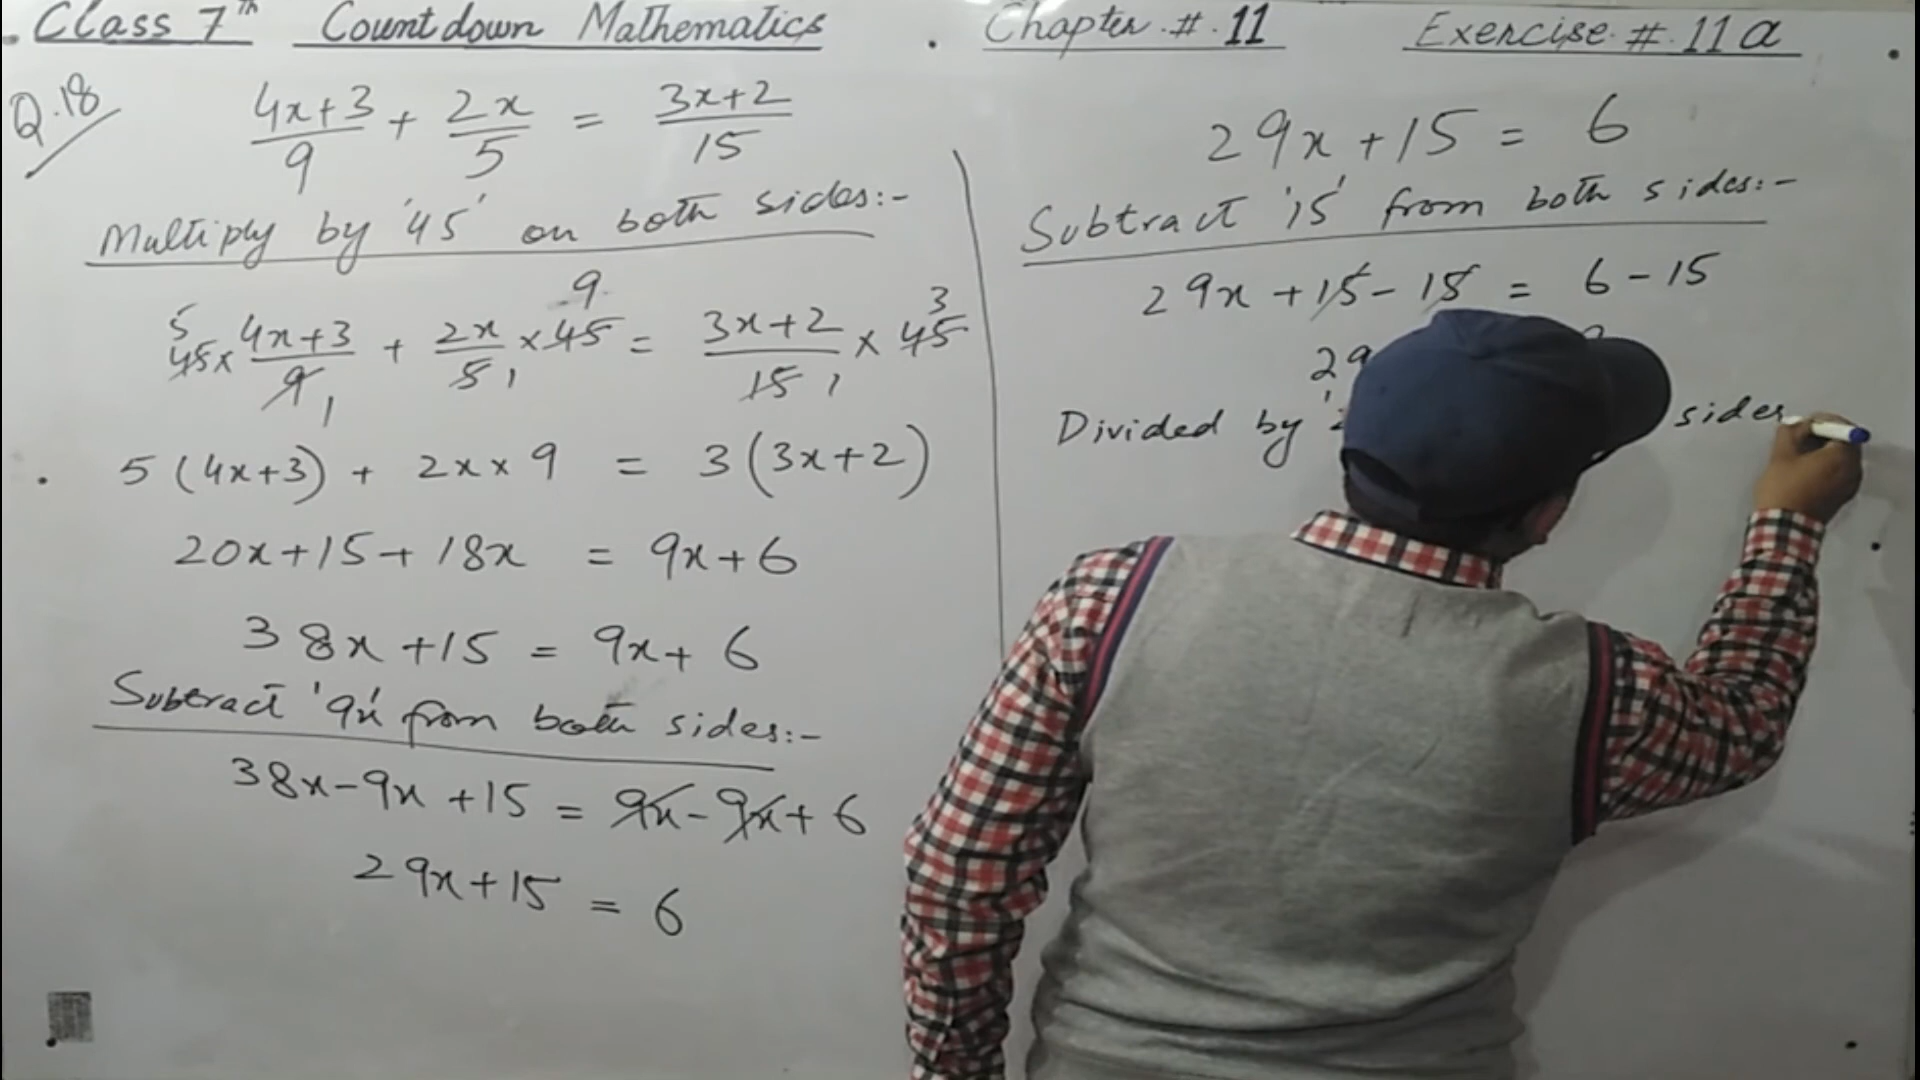 Class 7th Countdown Mathematics . Chapter # 11 Exercise # 11a
Q.18
(4x+3)/9 + 2x/5 = (3x+2)/15
Multiply by '45' on both sides:-
5 9 3
45 × (4x+3)/9 1 + 2x/5 1 × 45 = (3x+2)/15 1 × 45
5(4x+3) + 2x × 9 = 3(3x+2)
20x+15+18x = 9x+6
38x+15 = 9x+6
Subtract '9x' from both sides:-
38x-9x+15 = 9x-9x+6
29x+15 = 6
29x+15 = 6
Subtract '15' from both sides:-
29x+15-15 = 6-15
29
Divided by ' sides